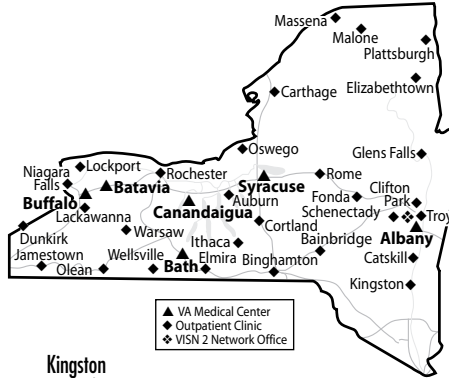 Massena
Malone
Plattsburgh
Elizabethtown
Carthage
Oswego
Glens Falls
Niagara
Falls
Lockport
Rochester
Rome
Syracuse
Batavia
Auburn
Fonda
Clifton
Park
Buffalo
Canandaigua
Schenectady
Troy
Lackawanna
Cortland
Albany
Dunkirk
Warsaw
Ithaca
Bainbridge
Catskill
Jamestown
Wellsville
Elmira
Olean
Bath
Binghamton
Kingston
VA Medical Center
Outpatient Clinic
VISN 2 Network Office
Kingston